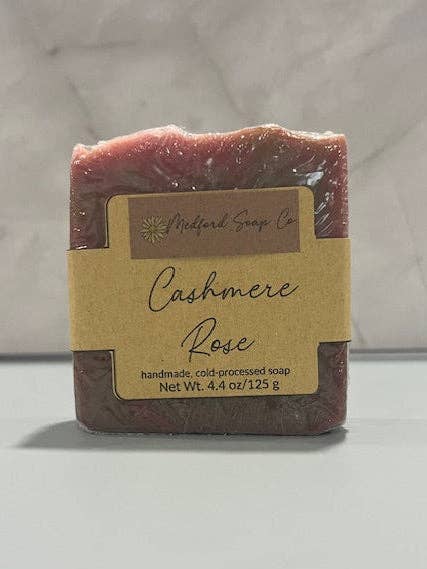 Medford Soap Co
Cashmere
Rose
handmade, cold-processed soap
Net Wt. 4.4 oz/125 g